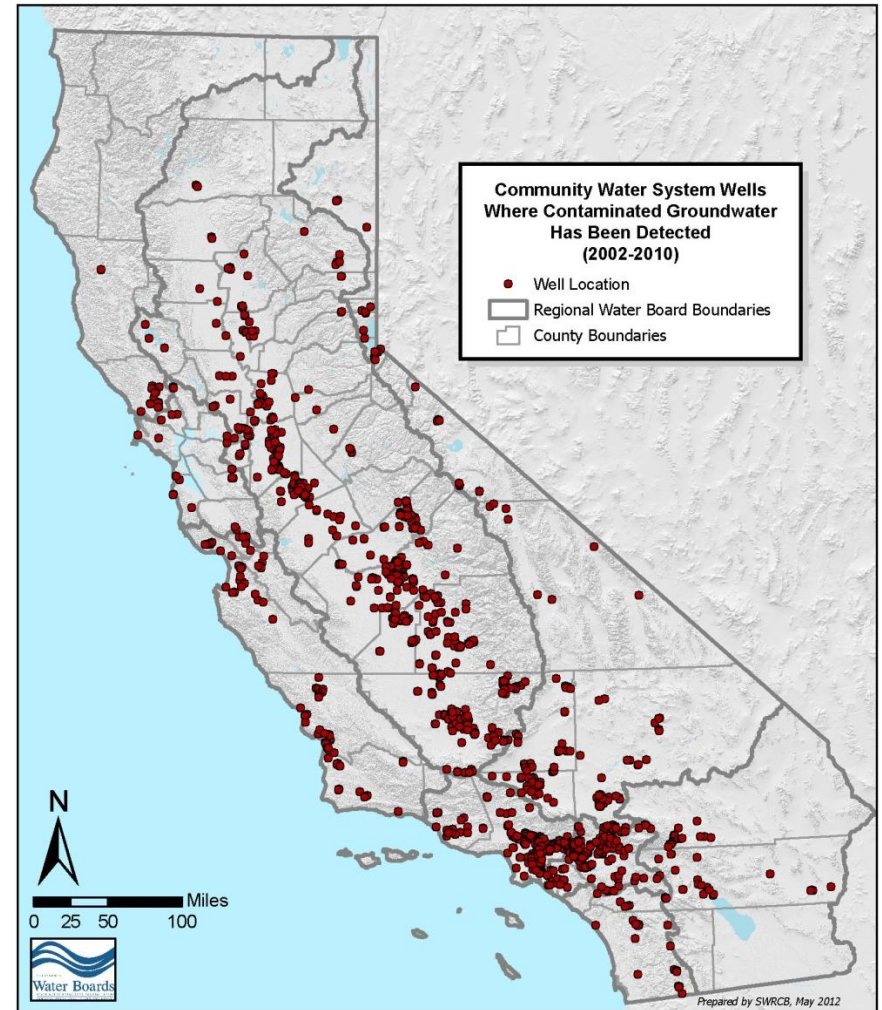 Community Water System Wells
Where Contaminated Groundwater
Has Been Detected
(2002-2010)
Well Location
Regional Water Board Boundaries
County Boundaries
N
Miles
0 25 50 100
Water Boards
Prepared by SWRCB, May 2012